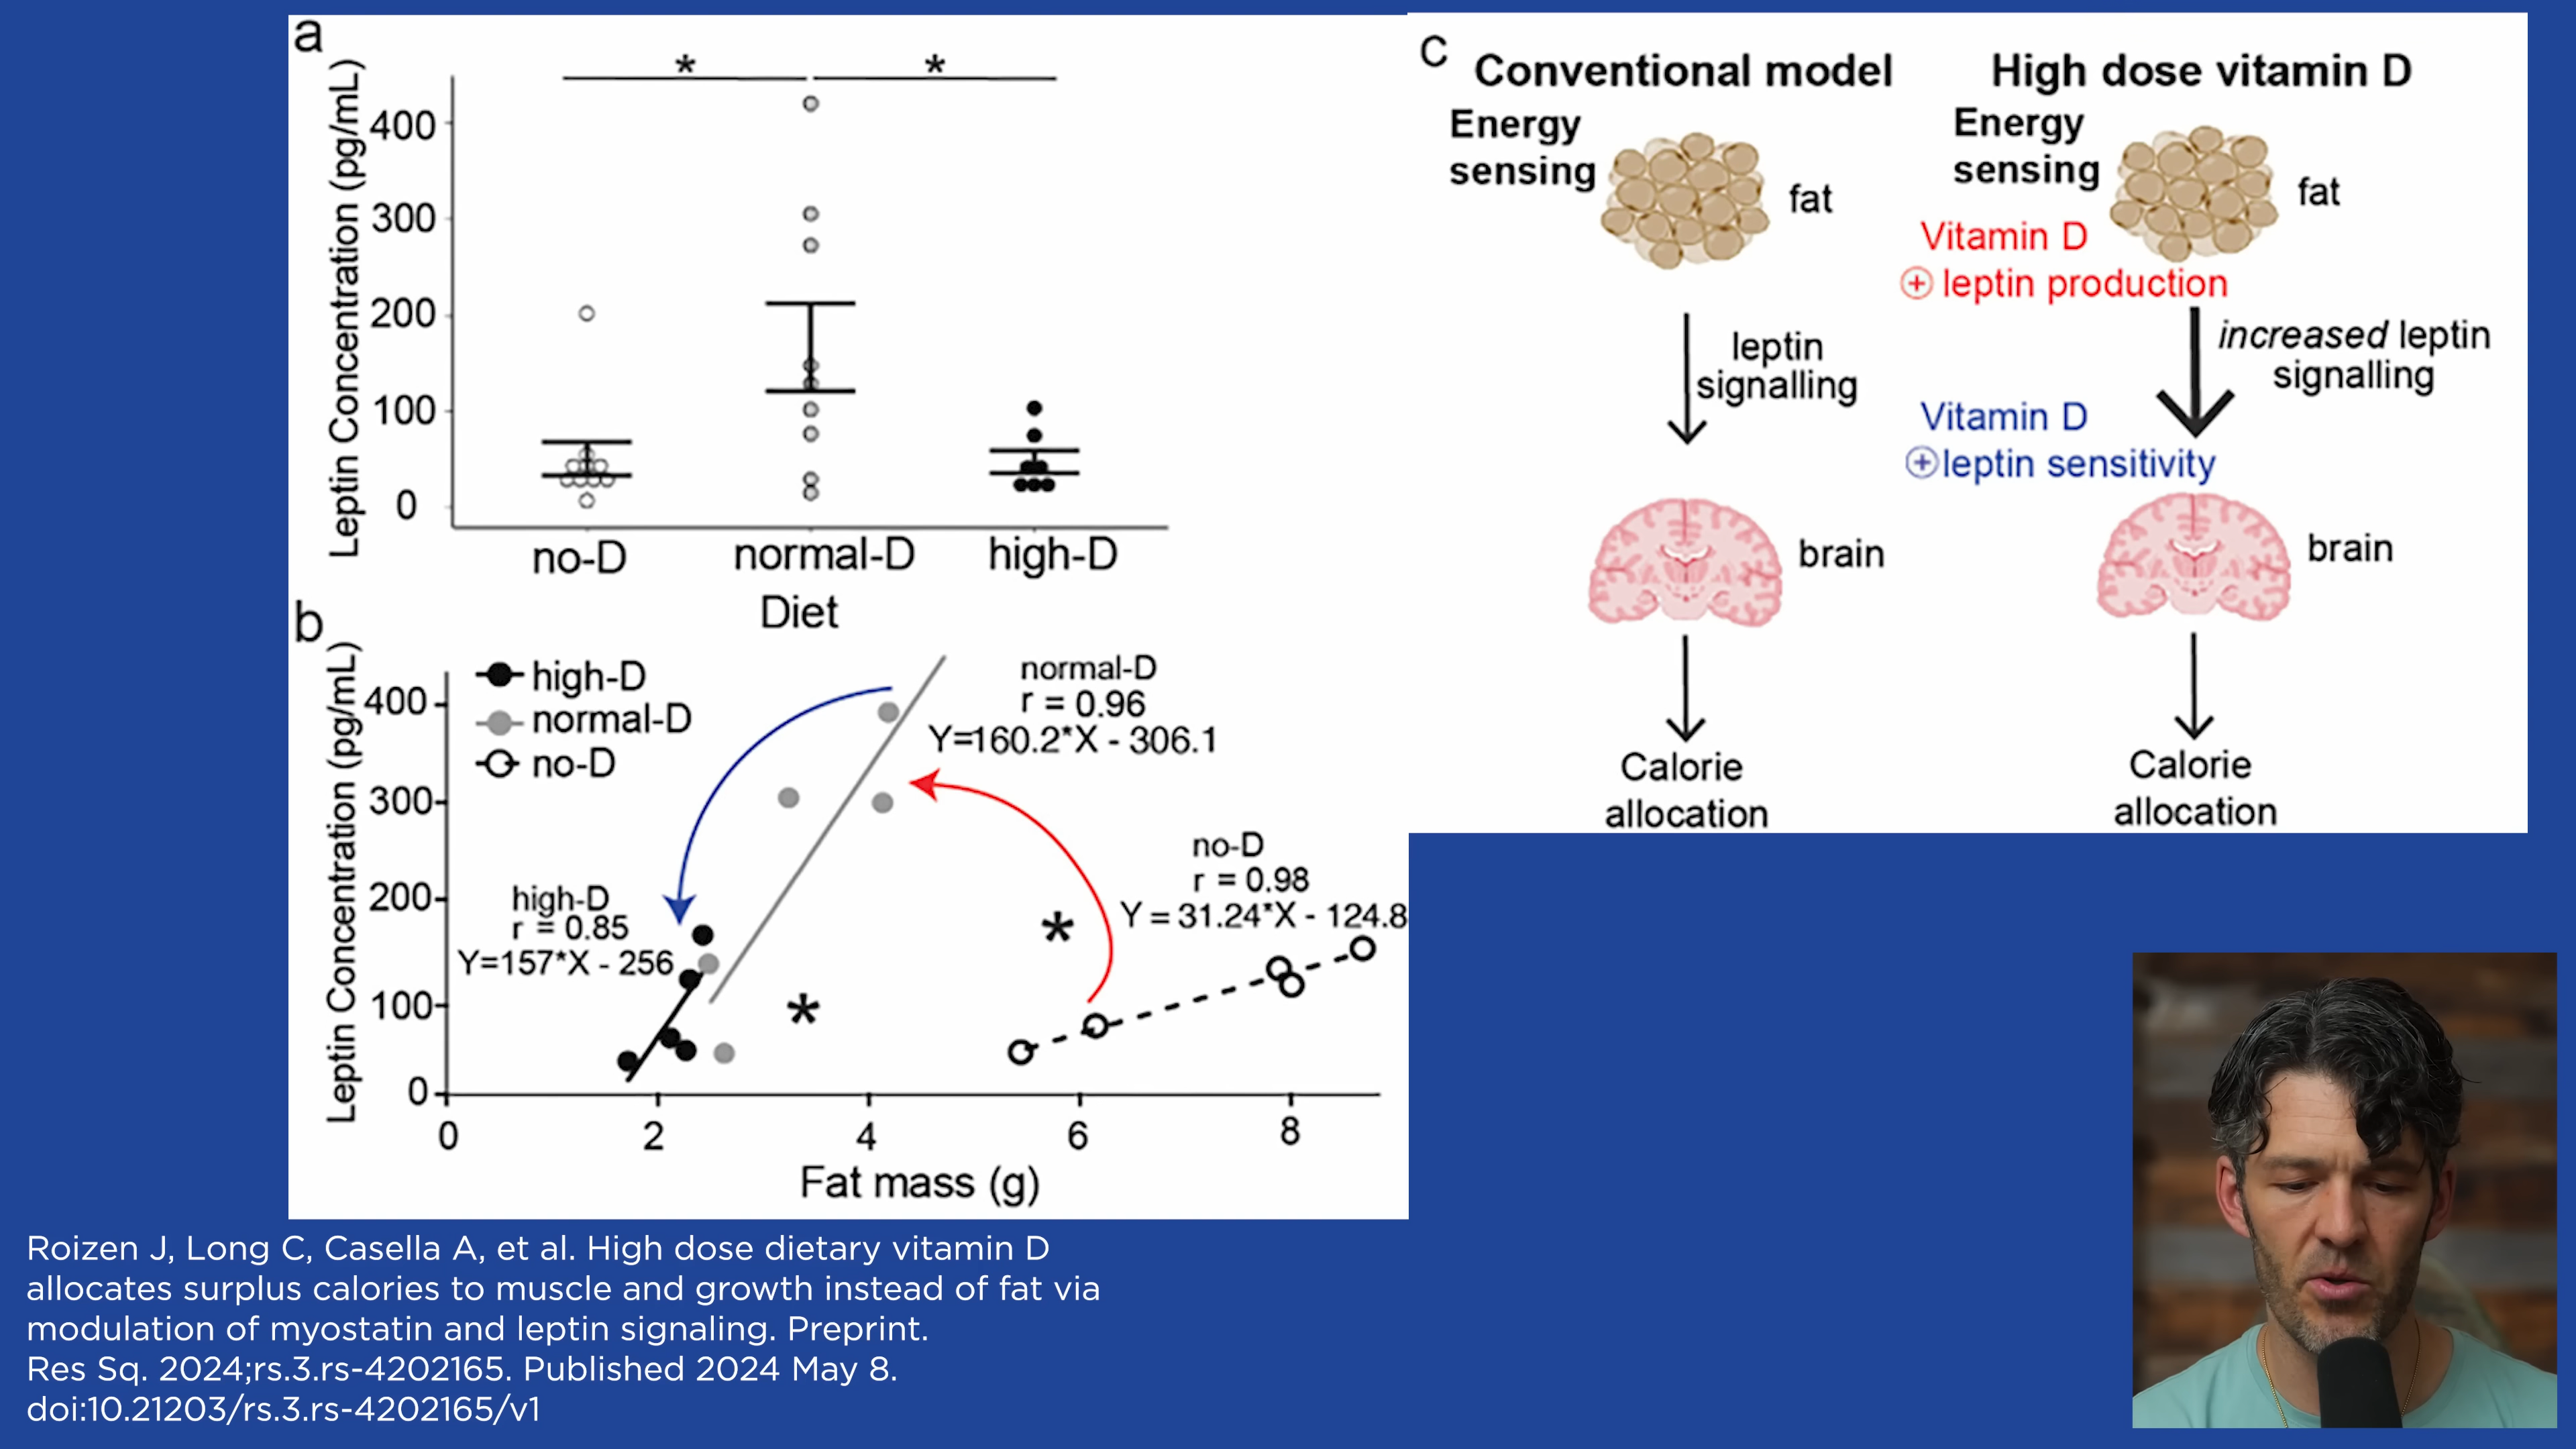 a
Leptin Concentration (pg/mL)
400
300
200
100
0
*
*
no-D
normal-D
high-D
Diet
b
Leptin Concentration (pg/mL)
400
300
200
100
0
high-D
normal-D
no-D
normal-D
r = 0.96
Y=160.2*X - 306.1
high-D
r = 0.85
Y=157*X - 256
no-D
r = 0.98
Y = 31.24*X - 124.8
*
*
0
2
4
6
8
Fat mass (g)
c
Conventional model
Energy
sensing
fat
leptin
signalling
brain
Calorie
allocation
High dose vitamin D
Energy
sensing
fat
Vitamin D
+ leptin production
increased leptin
signalling
Vitamin D
+ leptin sensitivity
brain
Calorie
allocation
Roizen J, Long C, Casella A, et al. High dose dietary vitamin D
allocates surplus calories to muscle and growth instead of fat via
modulation of myostatin and leptin signaling. Preprint.
Res Sq. 2024;rs.3.rs-4202165. Published 2024 May 8.
doi:10.21203/rs.3.rs-4202165/v1